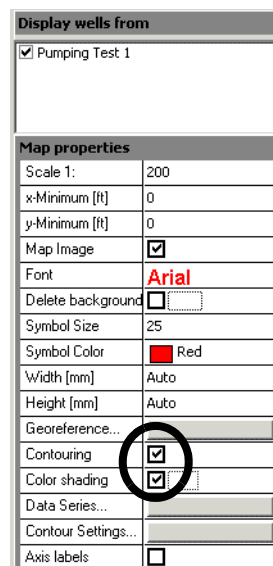 Display wells from
Pumping Test 1
Map properties
Scale 1: 200
x-Minimum [ft] 0
y-Minimum [ft] 0
Map Image
Font Arial
Delete background
Symbol Size 25
Symbol Color Red
Width [mm] Auto
Height [mm] Auto
Georeference...
Contouring
Color shading
Data Series...
Contour Settings...
Axis labels